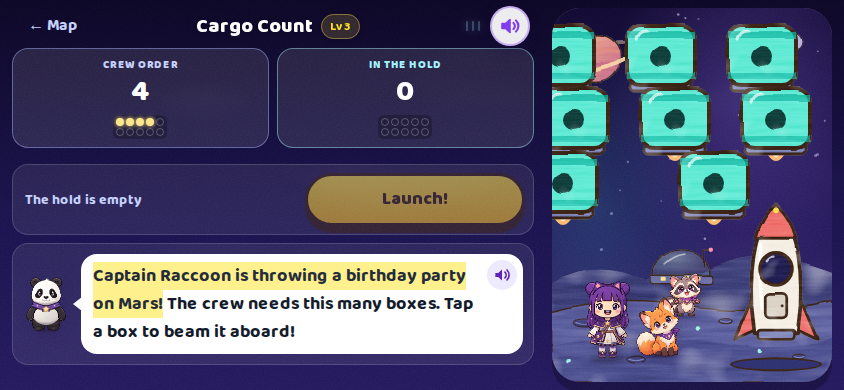 ← Map
Cargo Count
Lv 3
CREW ORDER
4
IN THE HOLD
0
The hold is empty
Launch!
Captain Raccoon is throwing a birthday party
on Mars! The crew needs this many boxes. Tap
a box to beam it aboard!